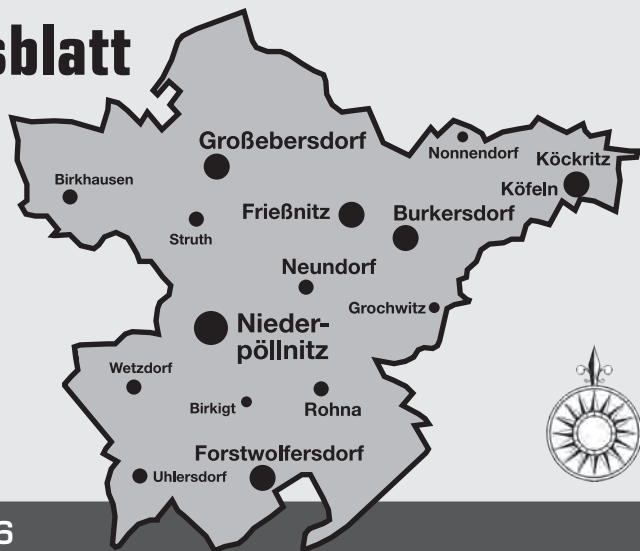 sblatt
Großebersdorf
Nonnendorf
Köckritz
Birkhausen
Köfeln
Frießnitz
Burkersdorf
Struth
Neundorf
Grochwitz
Nieder-
pöllnitz
Wetzdorf
Birkigt
Rohna
Forstwolfersdorf
Uhlersdorf
6